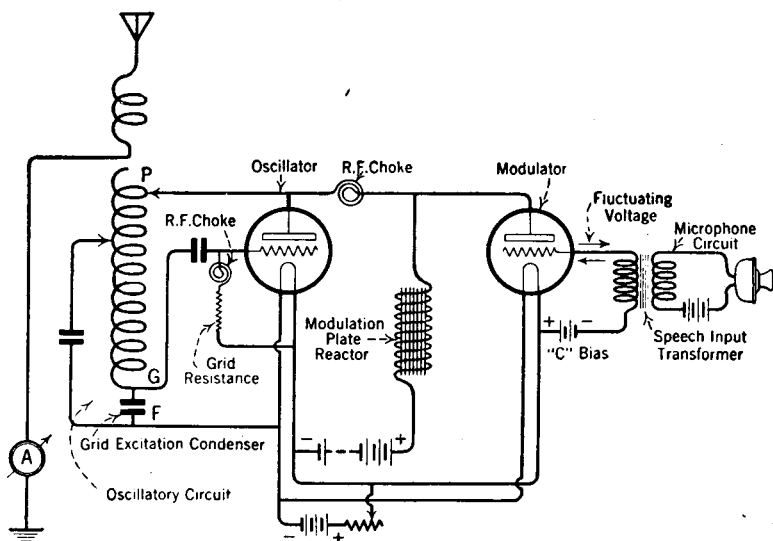 Oscillator
R.F.Choke
Modulator
P
Fluctuating
Voltage
R.F.Choke
Microphone
Circuit
Modulation
Plate
Reactor
+ -
"C" Bias
Speech Input
Transformer
Grid
Resistance
G
F
Grid Excitation Condenser
- +
A
Oscillatory Circuit
- +